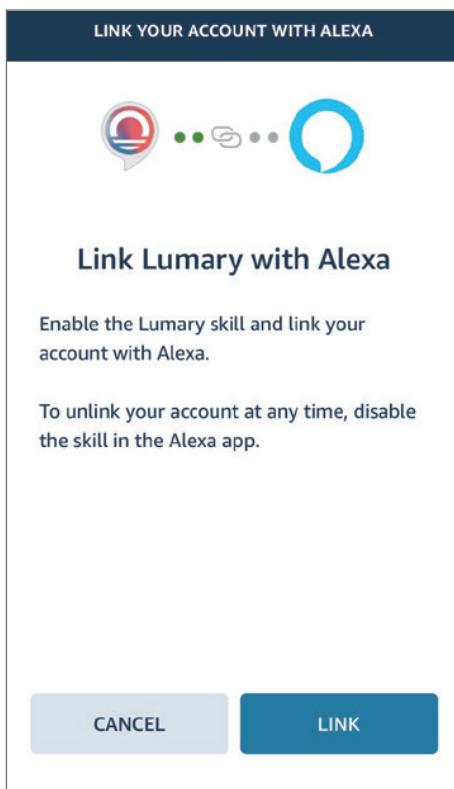 LINK YOUR ACCOUNT WITH ALEXA
Link Lumary with Alexa
Enable the Lumary skill and link your
account with Alexa.
To unlink your account at any time, disable
the skill in the Alexa app.
CANCEL
LINK